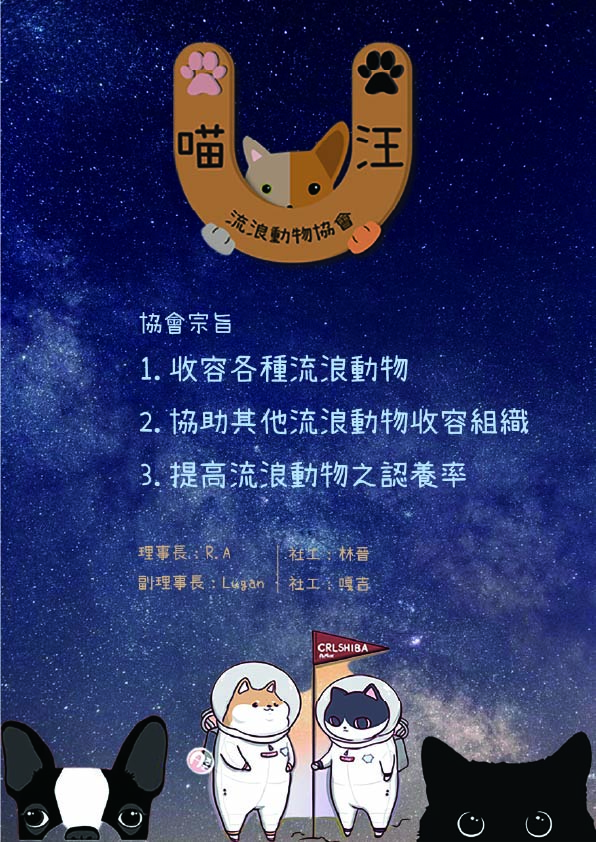 喵 汪
流浪動物協會
協會宗旨
1. 收容各種流浪動物
2. 協助其他流浪動物收容組織
3. 提高流浪動物之認養率
理事長：R.A 社工：林晉
副理事長：Lugan 社工：嘎吉
CRLSHIBA